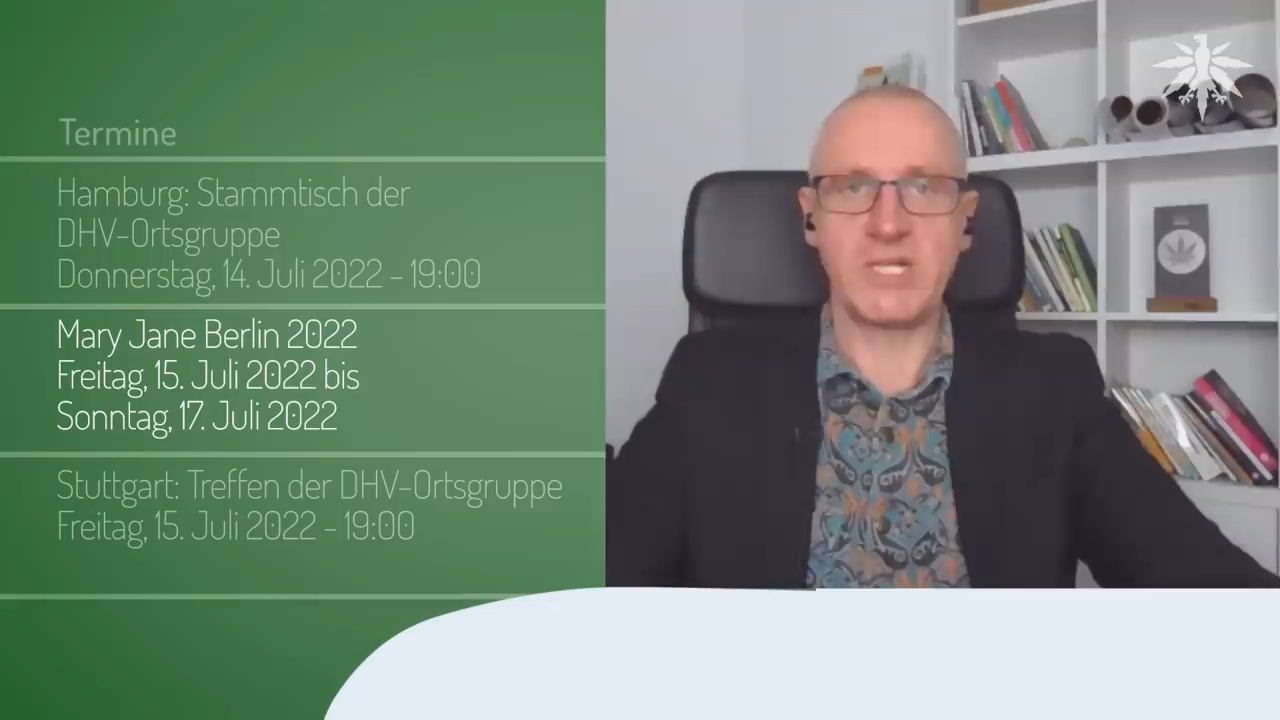 Termine
Hamburg: Stammtisch der
DHV-Ortsgruppe
Donnerstag, 14. Juli 2022 - 19:00
Mary Jane Berlin 2022
Freitag, 15. Juli 2022 bis
Sonntag, 17. Juli 2022
Stuttgart: Treffen der DHV-Ortsgruppe
Freitag, 15. Juli 2022 - 19:00